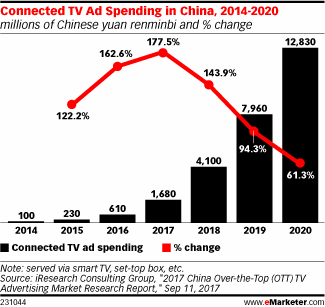 Connected TV Ad Spending in China, 2014-2020
millions of Chinese yuan renminbi and % change
12,830
177.5%
162.6%
143.9%
122.2%
7,960
94.3%
61.3%
4,100
1,680
610
230
100
2014 2015 2016 2017 2018 2019 2020
Connected TV ad spending % change
Note: served via smart TV, set-top box, etc.
Source: iResearch Consulting Group, "2017 China Over-the-Top (OTT) TV
Advertising Market Research Report," Sep 11, 2017
231044 www.eMarketer.com